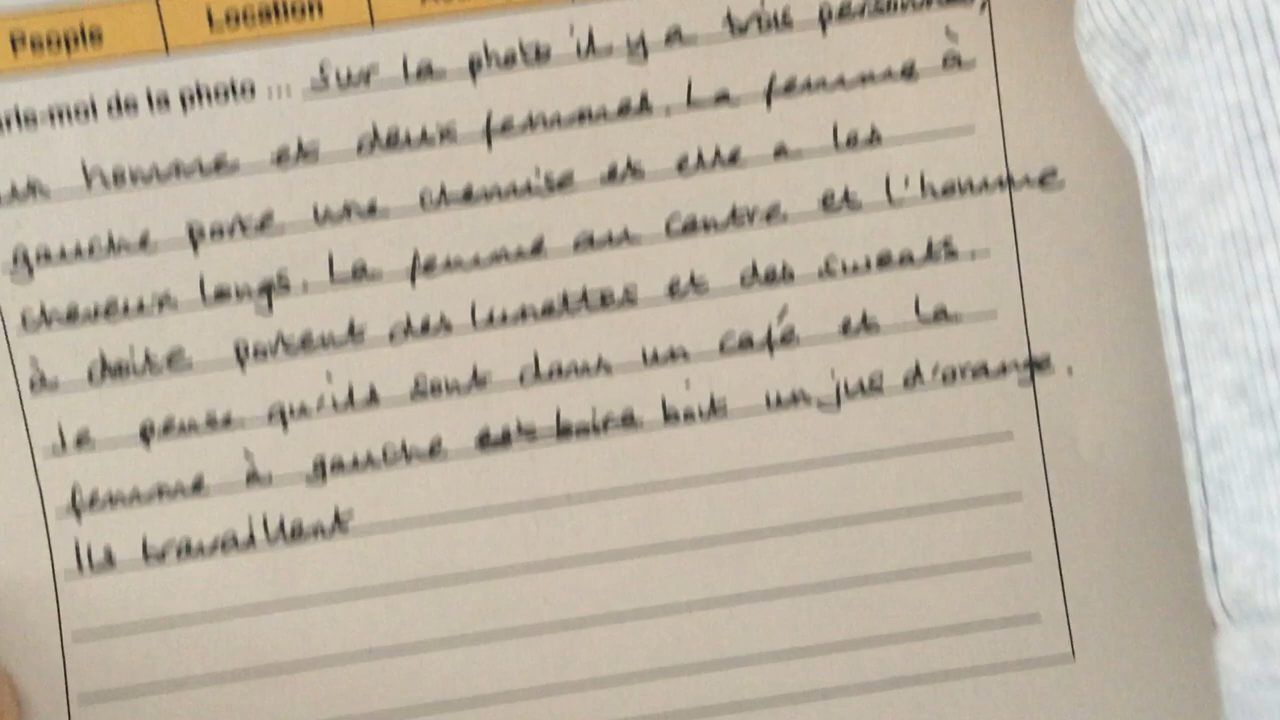 People Location
Parle-moi de la photo ... Sur la photo il y a trois personnes,
un homme et deux femmes. La femme à
gauche porte une chemise et elle a les
cheveux longs. La femme au centre et l'homme
à droite portent des lunettes et des sweats.
Je pense qu'ils sont dans un café et la
femme à gauche est boire boit un jus d'orange.
Ils travaillent